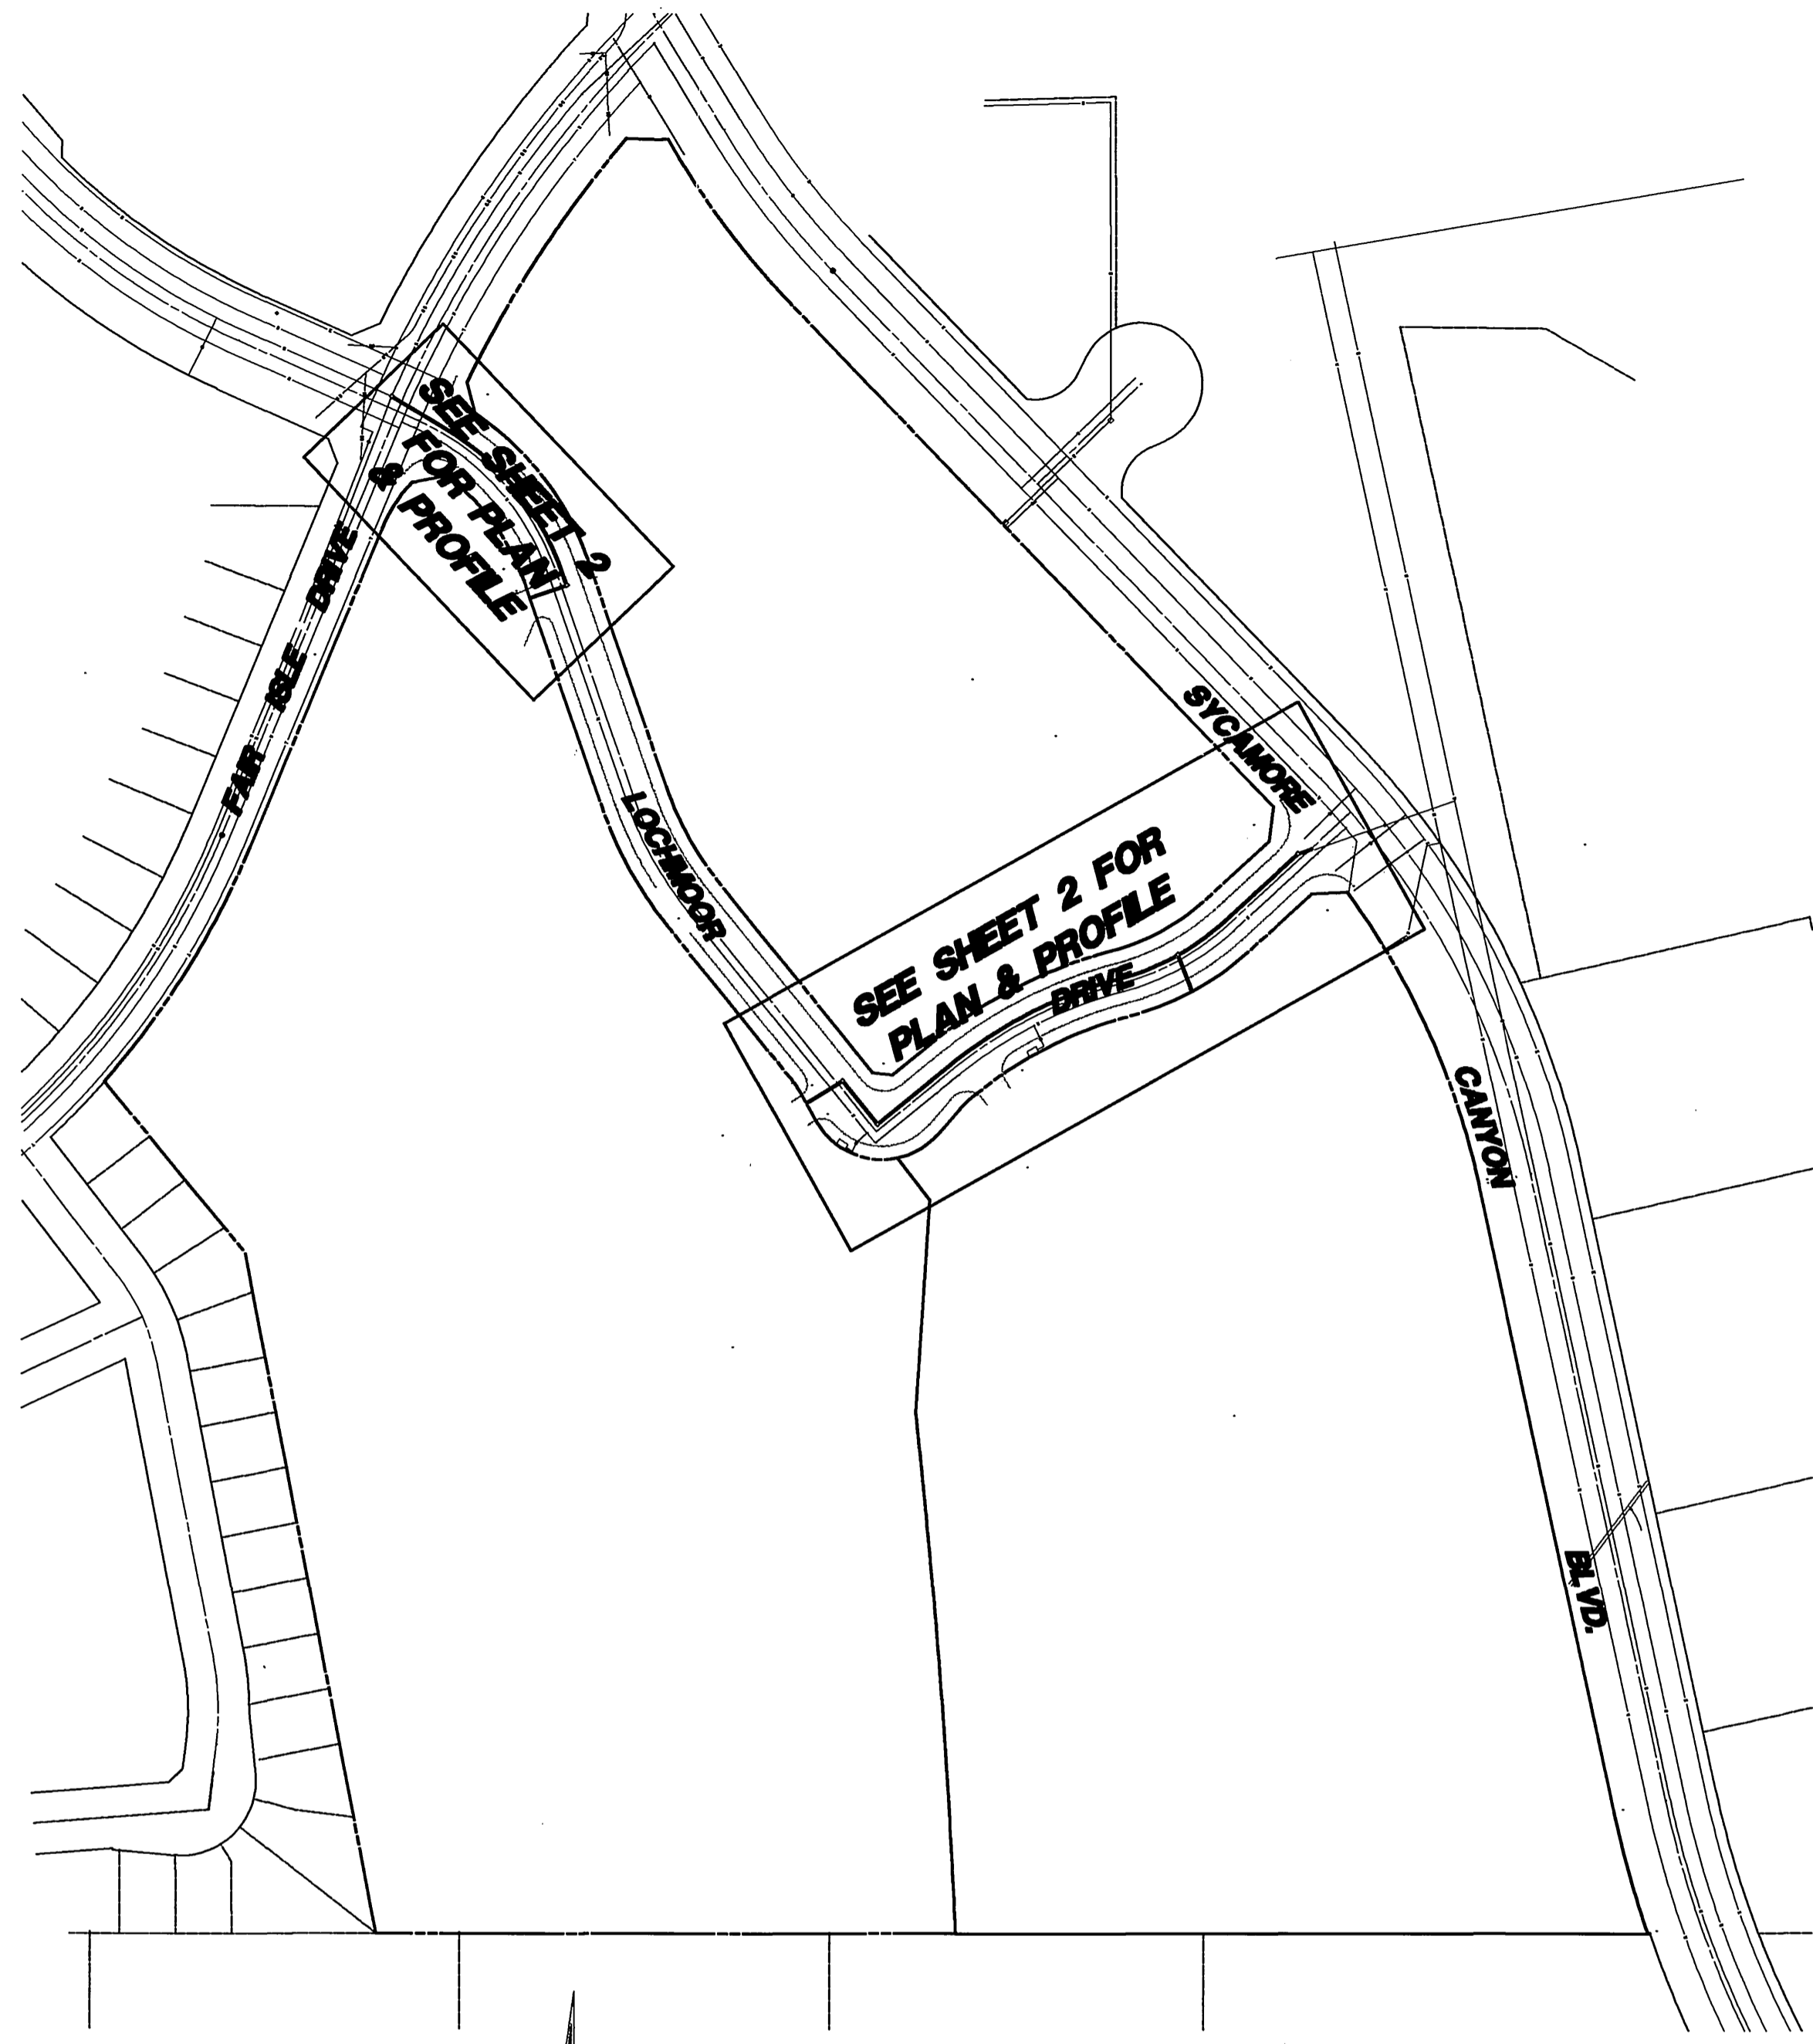 SEE SHEET 2
FOR PLAN
& PROFILE
FAIR ISLE DRIVE
LOCHMOOR
DRIVE
SEE SHEET 2 FOR
PLAN & PROFILE
SYCAMORE
CANYON
BLVD.